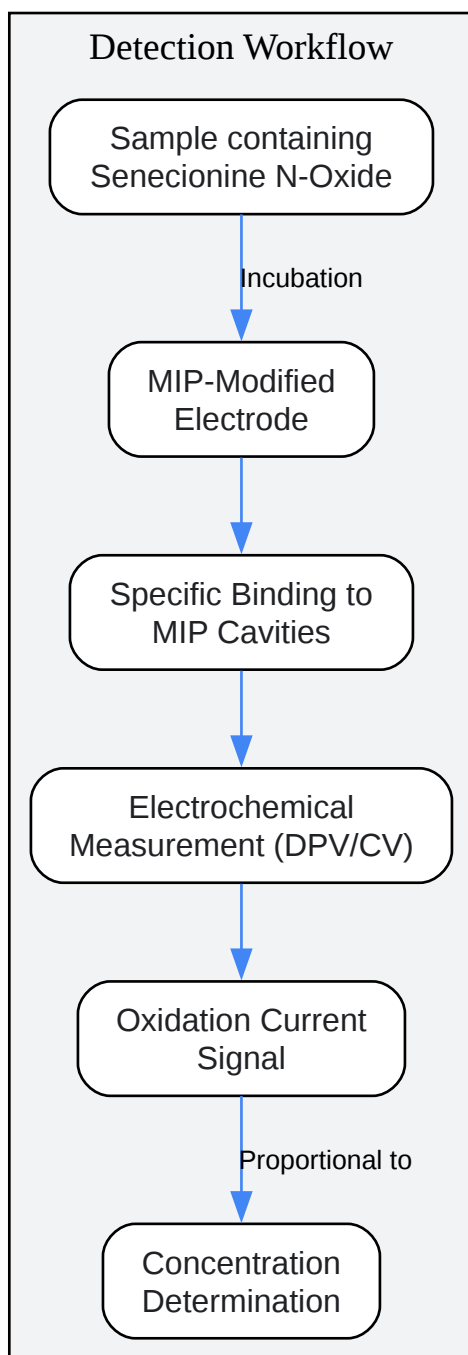 Detection Workflow
Sample containing
Senecionine N-Oxide
Incubation
MIP-Modified
Electrode
Specific Binding to
MIP Cavities
Electrochemical
Measurement (DPV/CV)
Oxidation Current
Signal
Proportional to
Concentration
Determination